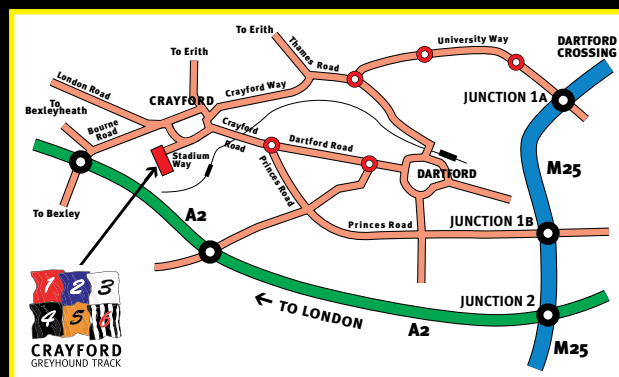 To Erith
To Erith
University Way
DARTFORD
CROSSING
Thames Road
London Road
Crayford Way
JUNCTION 1A
CRAYFORD
To
Bexleyheath
Bourne
Road
Crayford
Road
Dartford Road
Stadium
Way
DARTFORD
M25
Princes Road
To Bexley
A2
Princes Road
JUNCTION 1B
1 2 3
4 5 6
TO LONDON
JUNCTION 2
A2
CRAYFORD
GREYHOUND TRACK
M25